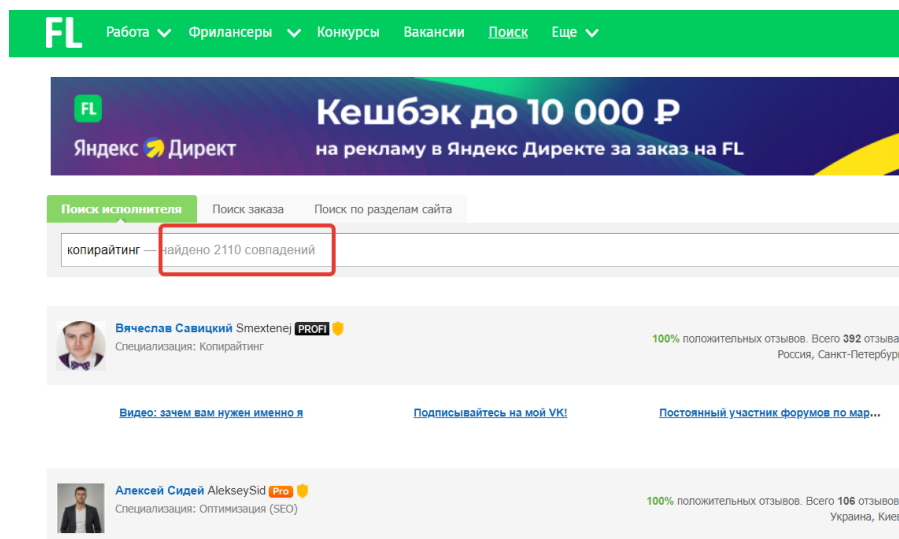 FL Работа Фрилансеры Конкурсы Вакансии Поиск Еще
FL
Кешбэк до 10 000 ₽
Яндекс Директ
на рекламу в Яндекс Директе за заказ на FL
Поиск исполнителя Поиск заказа Поиск по разделам сайта
копирайтинг — найдено 2110 совпадений
Вячеслав Савицкий Smextenej PROFI
100% положительных отзывов. Всего 392 отзыва
Специализация: Копирайтинг
Россия, Санкт-Петербур
Видео: зачем вам нужен именно я Подписывайтесь на мой VK! Постоянный участник форумов по мар...
Алексей Сидей AlekseySid Pro
100% положительных отзывов. Всего 106 отзывов
Специализация: Оптимизация (SEO)
Украина, Кие